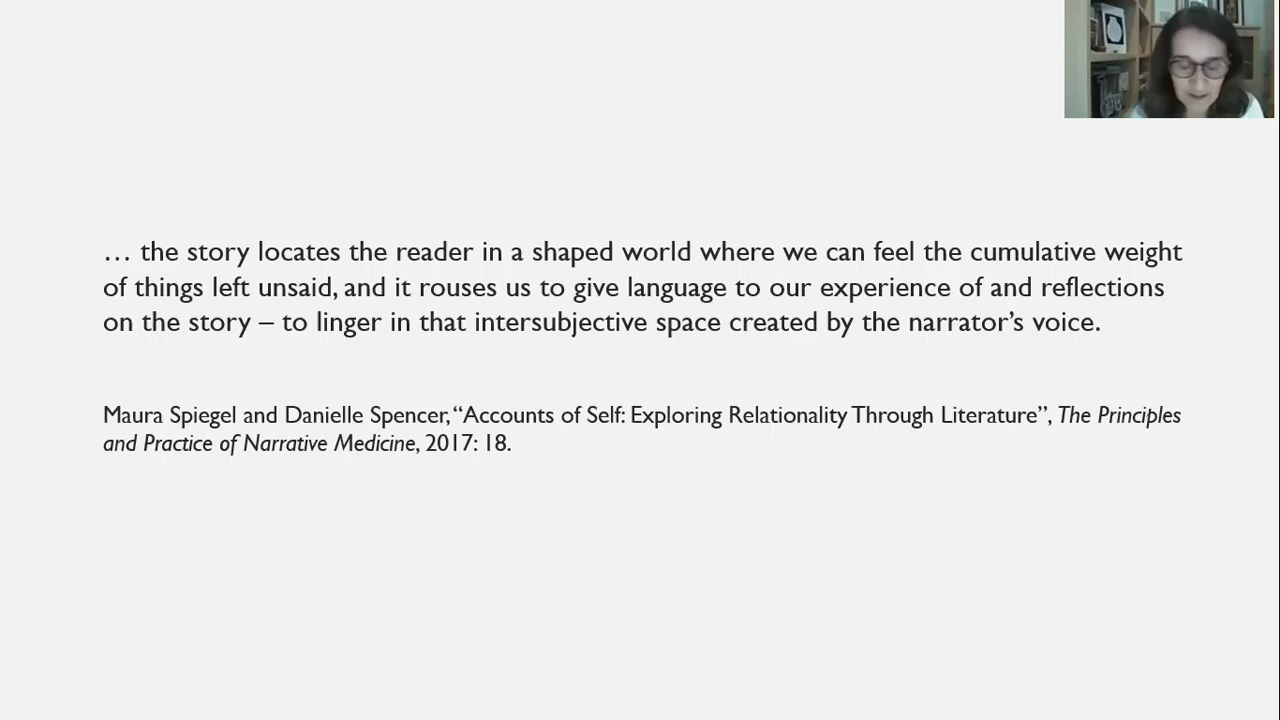 … the story locates the reader in a shaped world where we can feel the cumulative weight
of things left unsaid, and it rouses us to give language to our experience of and reflections
on the story – to linger in that intersubjective space created by the narrator’s voice.
Maura Spiegel and Danielle Spencer, “Accounts of Self: Exploring Relationality Through Literature”, The Principles
and Practice of Narrative Medicine, 2017: 18.